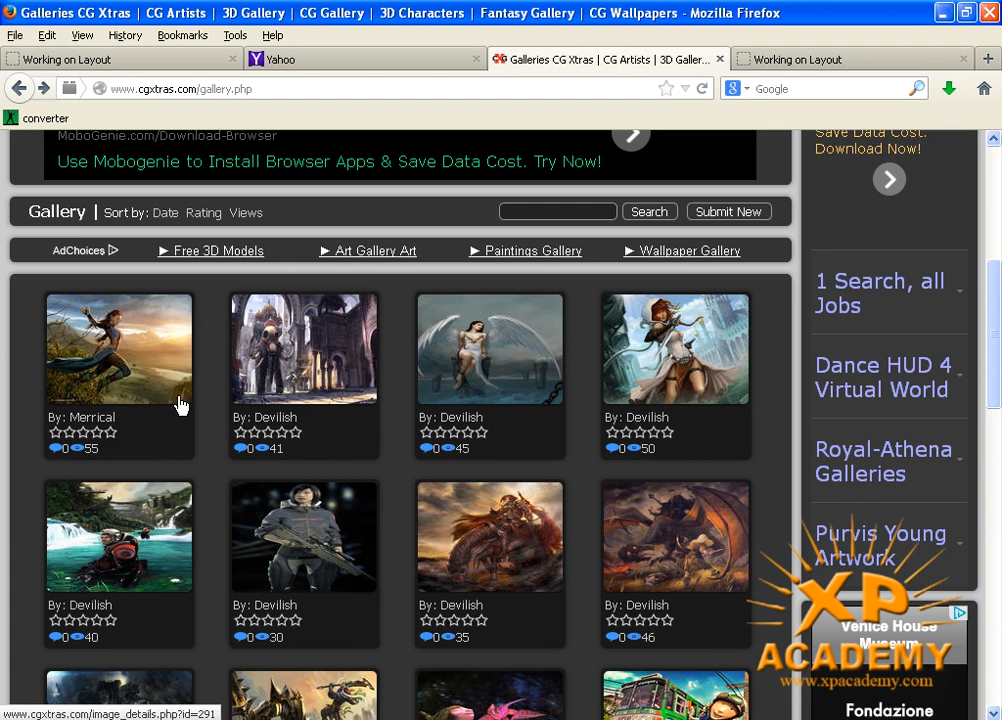 Galleries CG Xtras | CG Artists | 3D Gallery | CG Gallery | 3D Characters | Fantasy Gallery | CG Wallpapers - Mozilla Firefox
File Edit View History Bookmarks Tools Help
Working on Layout
Yahoo
Galleries CG Xtras | CG Artists | 3D Galler...
Working on Layout
www.cgxtras.com/gallery.php
Google
converter
MoboGenie.com/Download-Browser
Use Mobogenie to Install Browser Apps & Save Data Cost. Try Now!
Save Data Cost.
Download Now!
Gallery | Sort by: Date Rating Views
Search
Submit New
AdChoices
► Free 3D Models
► Art Gallery Art
► Paintings Gallery
► Wallpaper Gallery
1 Search, all
Jobs
Dance HUD 4
Virtual World
Royal-Athena
Galleries
Purvis Young
Artwork
By: Merrical
0 55
By: Devilish
0 41
By: Devilish
0 45
By: Devilish
0 50
By: Devilish
0 40
By: Devilish
0 30
By: Devilish
0 35
By: Devilish
0 46
XP
ACADEMY
www.xpacademy.com
Venice House
Museum
Fondazione
www.cgxtras.com/image_details.php?id=291